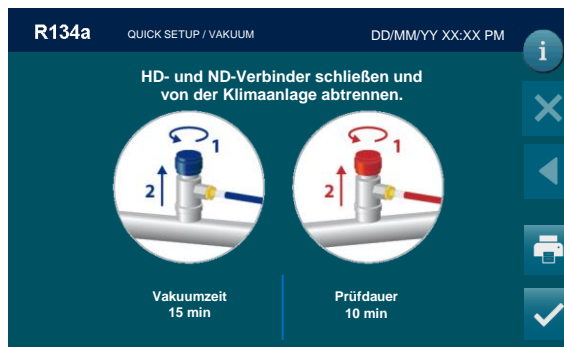 R134a QUICK SETUP / VAKUUM DD/MM/YY XX:XX PM
i
HD- und ND-Verbinder schließen und
von der Klimaanlage abtrennen.
1
2
1
2
Vakuumzeit
15 min
Prüfdauer
10 min